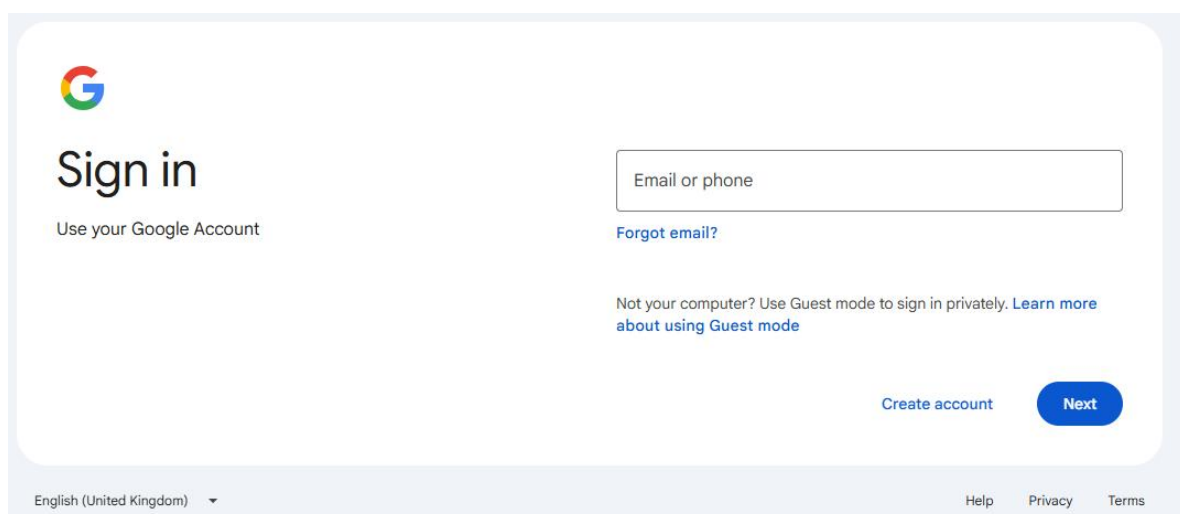 Sign in
Use your Google Account
Email or phone
Forgot email?
Not your computer? Use Guest mode to sign in privately. Learn more
about using Guest mode
Create account
Next
English (United Kingdom)
Help
Privacy
Terms